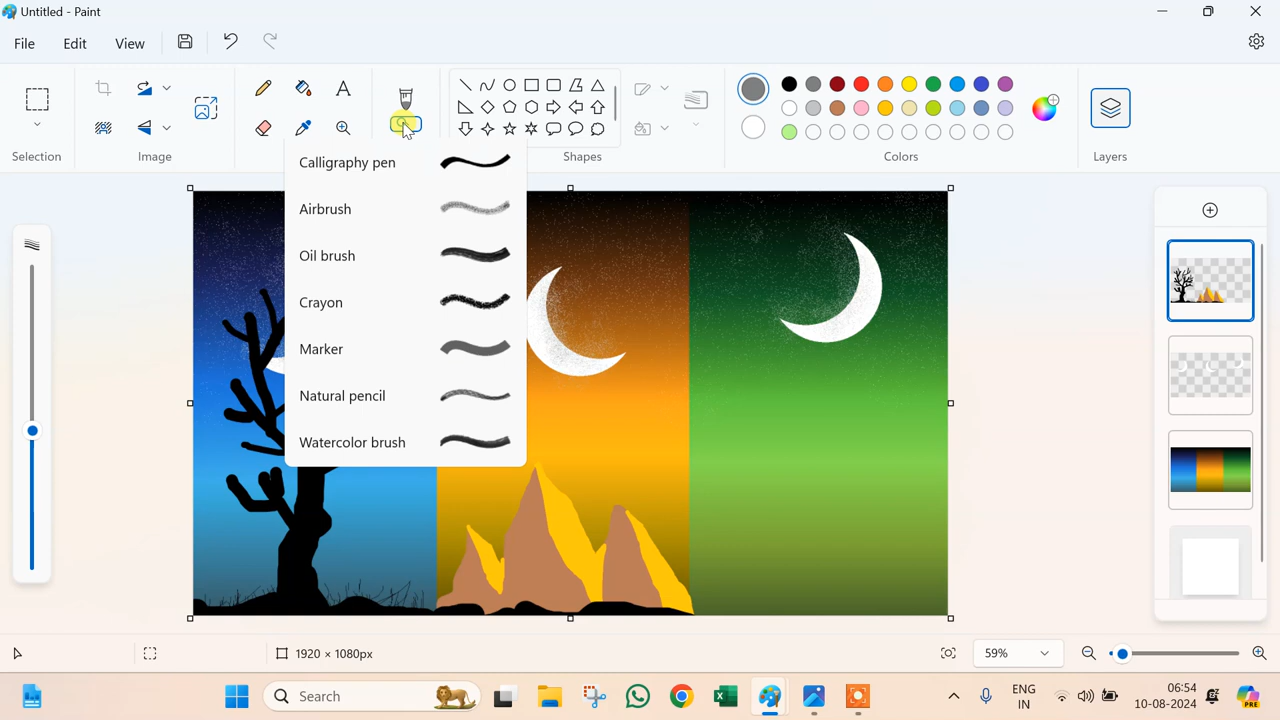 Untitled - Paint
File Edit View
Selection Image Shapes Colors Layers
Calligraphy pen
Airbrush
Oil brush
Crayon
Marker
Natural pencil
Watercolor brush
1920 × 1080px 59%
Search
ENG
IN
06:54
10-08-2024
PRE